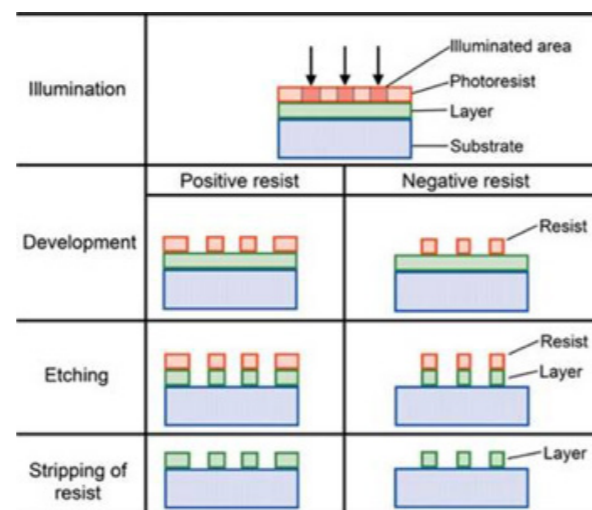 Illumination
Illuminated area
Photoresist
Layer
Substrate
Positive resist
Negative resist
Development
Resist
Etching
Resist
Layer
Stripping of
resist
Layer